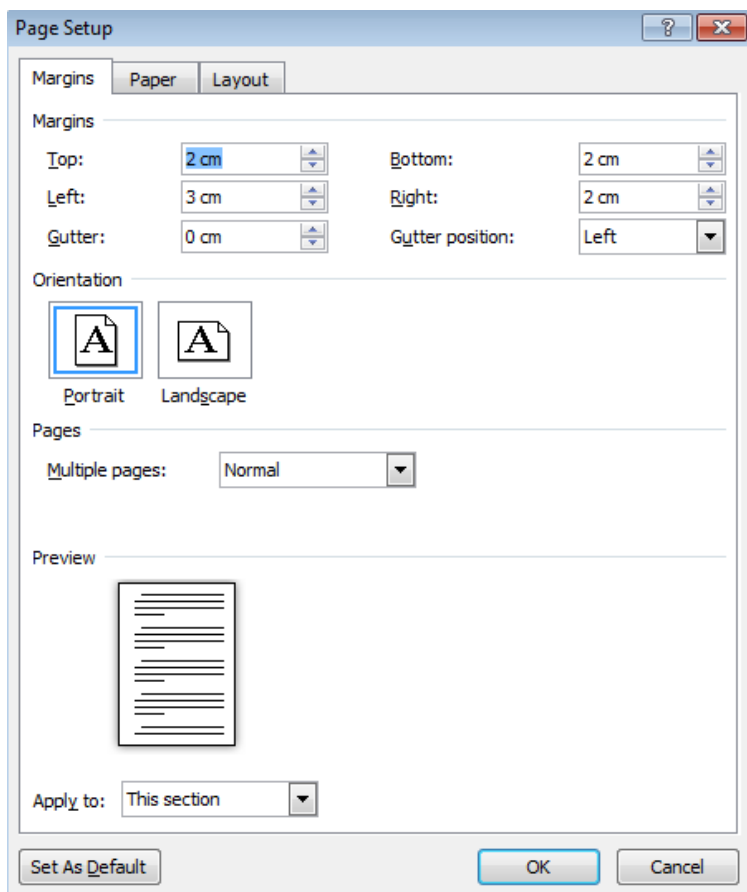 Page Setup
Margins Paper Layout
Margins
Top: 2 cm Bottom: 2 cm
Left: 3 cm Right: 2 cm
Gutter: 0 cm Gutter position: Left
Orientation
A A
Portrait Landscape
Pages
Multiple pages: Normal
Preview
Apply to: This section
Set As Default OK Cancel